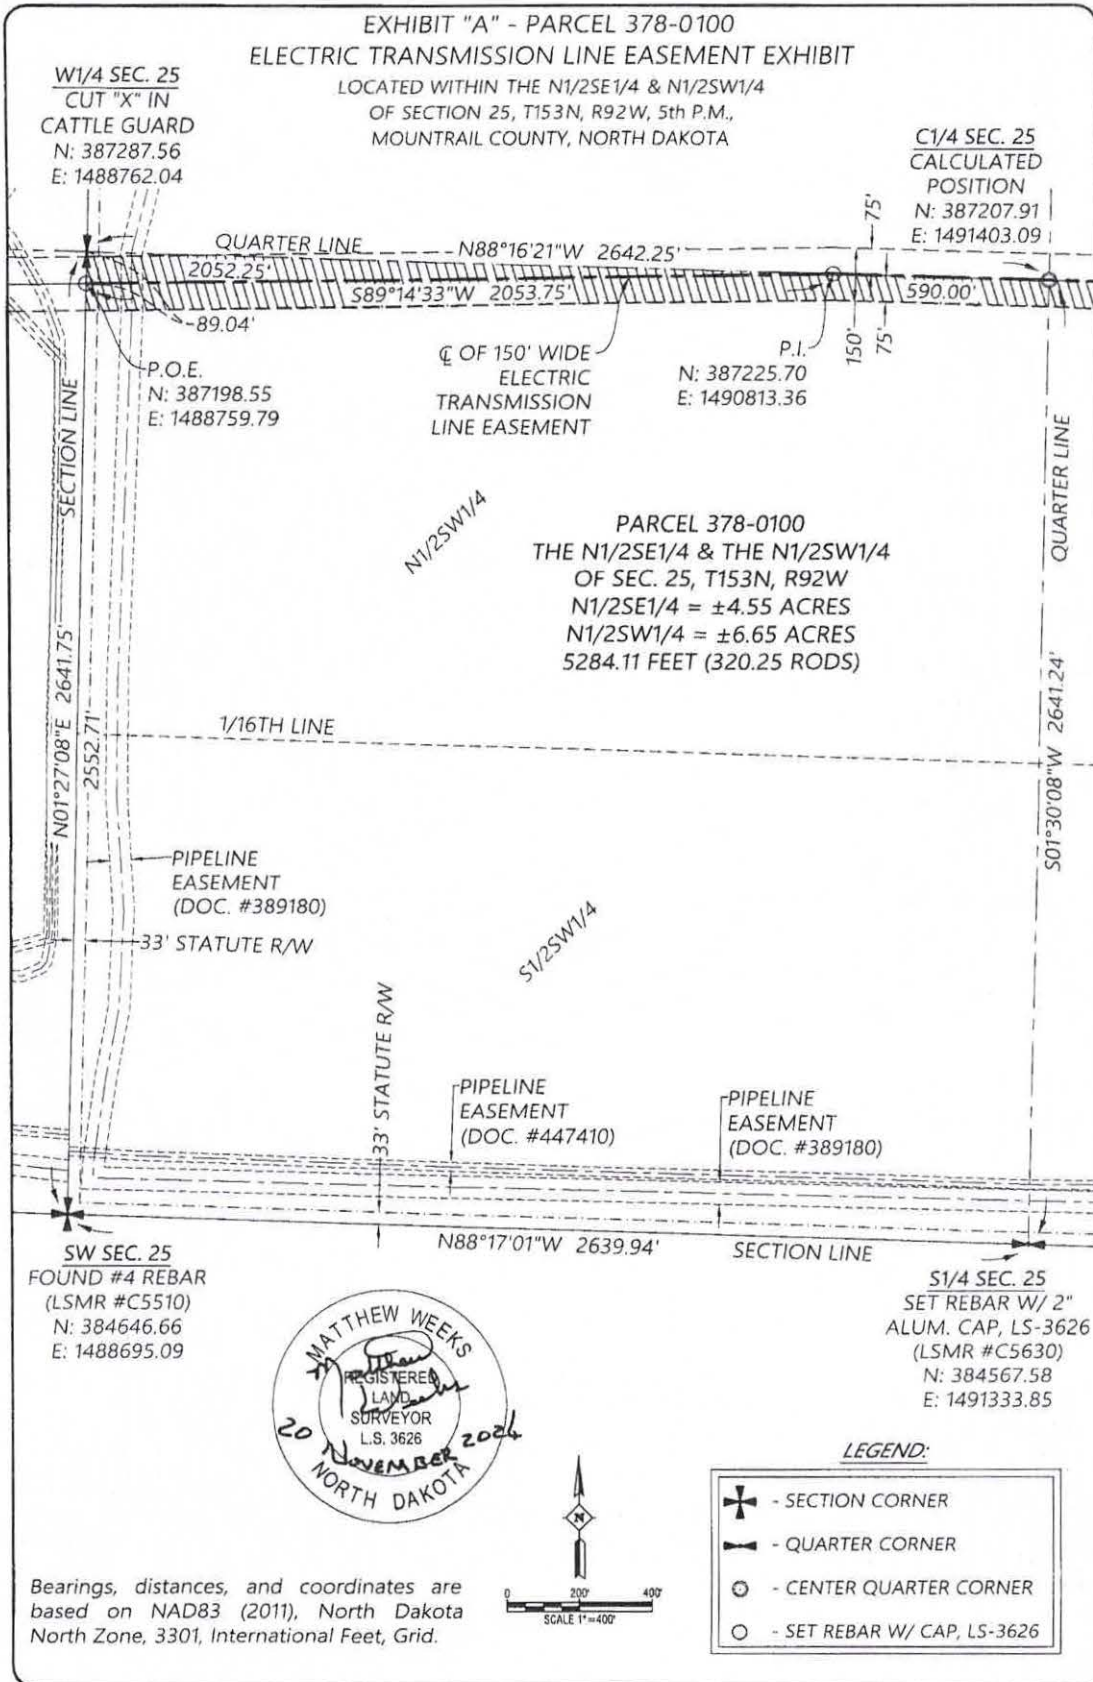 EXHIBIT "A" - PARCEL 378-0100
ELECTRIC TRANSMISSION LINE EASEMENT EXHIBIT
LOCATED WITHIN THE N1/2SE1/4 & N1/2SW1/4
OF SECTION 25, T153N, R92W, 5th P.M.,
MOUNTRAIL COUNTY, NORTH DAKOTA
W1/4 SEC. 25
CUT "X" IN
CATTLE GUARD
N: 387287.56
E: 1488762.04
C1/4 SEC. 25
CALCULATED
POSITION
N: 387207.91
E: 1491403.09
75'
QUARTER LINE
N88°16'21"W 2642.25'
2052.25'
S89°14'33"W 2053.75'
590.00'
89.04'
150'
75'
P.O.E.
N: 387198.55
E: 1488759.79
℄ OF 150' WIDE
ELECTRIC
TRANSMISSION
LINE EASEMENT
P.I.
N: 387225.70
E: 1490813.36
SECTION LINE
QUARTER LINE
N1/2SW1/4
PARCEL 378-0100
THE N1/2SE1/4 & THE N1/2SW1/4
OF SEC. 25, T153N, R92W
N1/2SE1/4 = ±4.55 ACRES
N1/2SW1/4 = ±6.65 ACRES
5284.11 FEET (320.25 RODS)
N01°27'08"E 2641.75'
2552.71'
S01°30'08"W 2641.24'
1/16TH LINE
PIPELINE
EASEMENT
(DOC. #389180)
33' STATUTE R/W
S1/2SW1/4
33' STATUTE R/W
PIPELINE
EASEMENT
(DOC. #447410)
PIPELINE
EASEMENT
(DOC. #389180)
N88°17'01"W 2639.94'
SECTION LINE
SW SEC. 25
FOUND #4 REBAR
(LSMR #C5510)
N: 384646.66
E: 1488695.09
S1/4 SEC. 25
SET REBAR W/ 2"
ALUM. CAP, LS-3626
(LSMR #C5630)
N: 384567.58
E: 1491333.85
MATTHEW WEEKS
Matthew Weeks
REGISTERED
LAND
SURVEYOR
L.S. 3626
20 NOVEMBER 2024
NORTH DAKOTA
N
0 200' 400'
SCALE 1"=400'
LEGEND:
- SECTION CORNER
- QUARTER CORNER
- CENTER QUARTER CORNER
- SET REBAR W/ CAP, LS-3626
Bearings, distances, and coordinates are
based on NAD83 (2011), North Dakota
North Zone, 3301, International Feet, Grid.